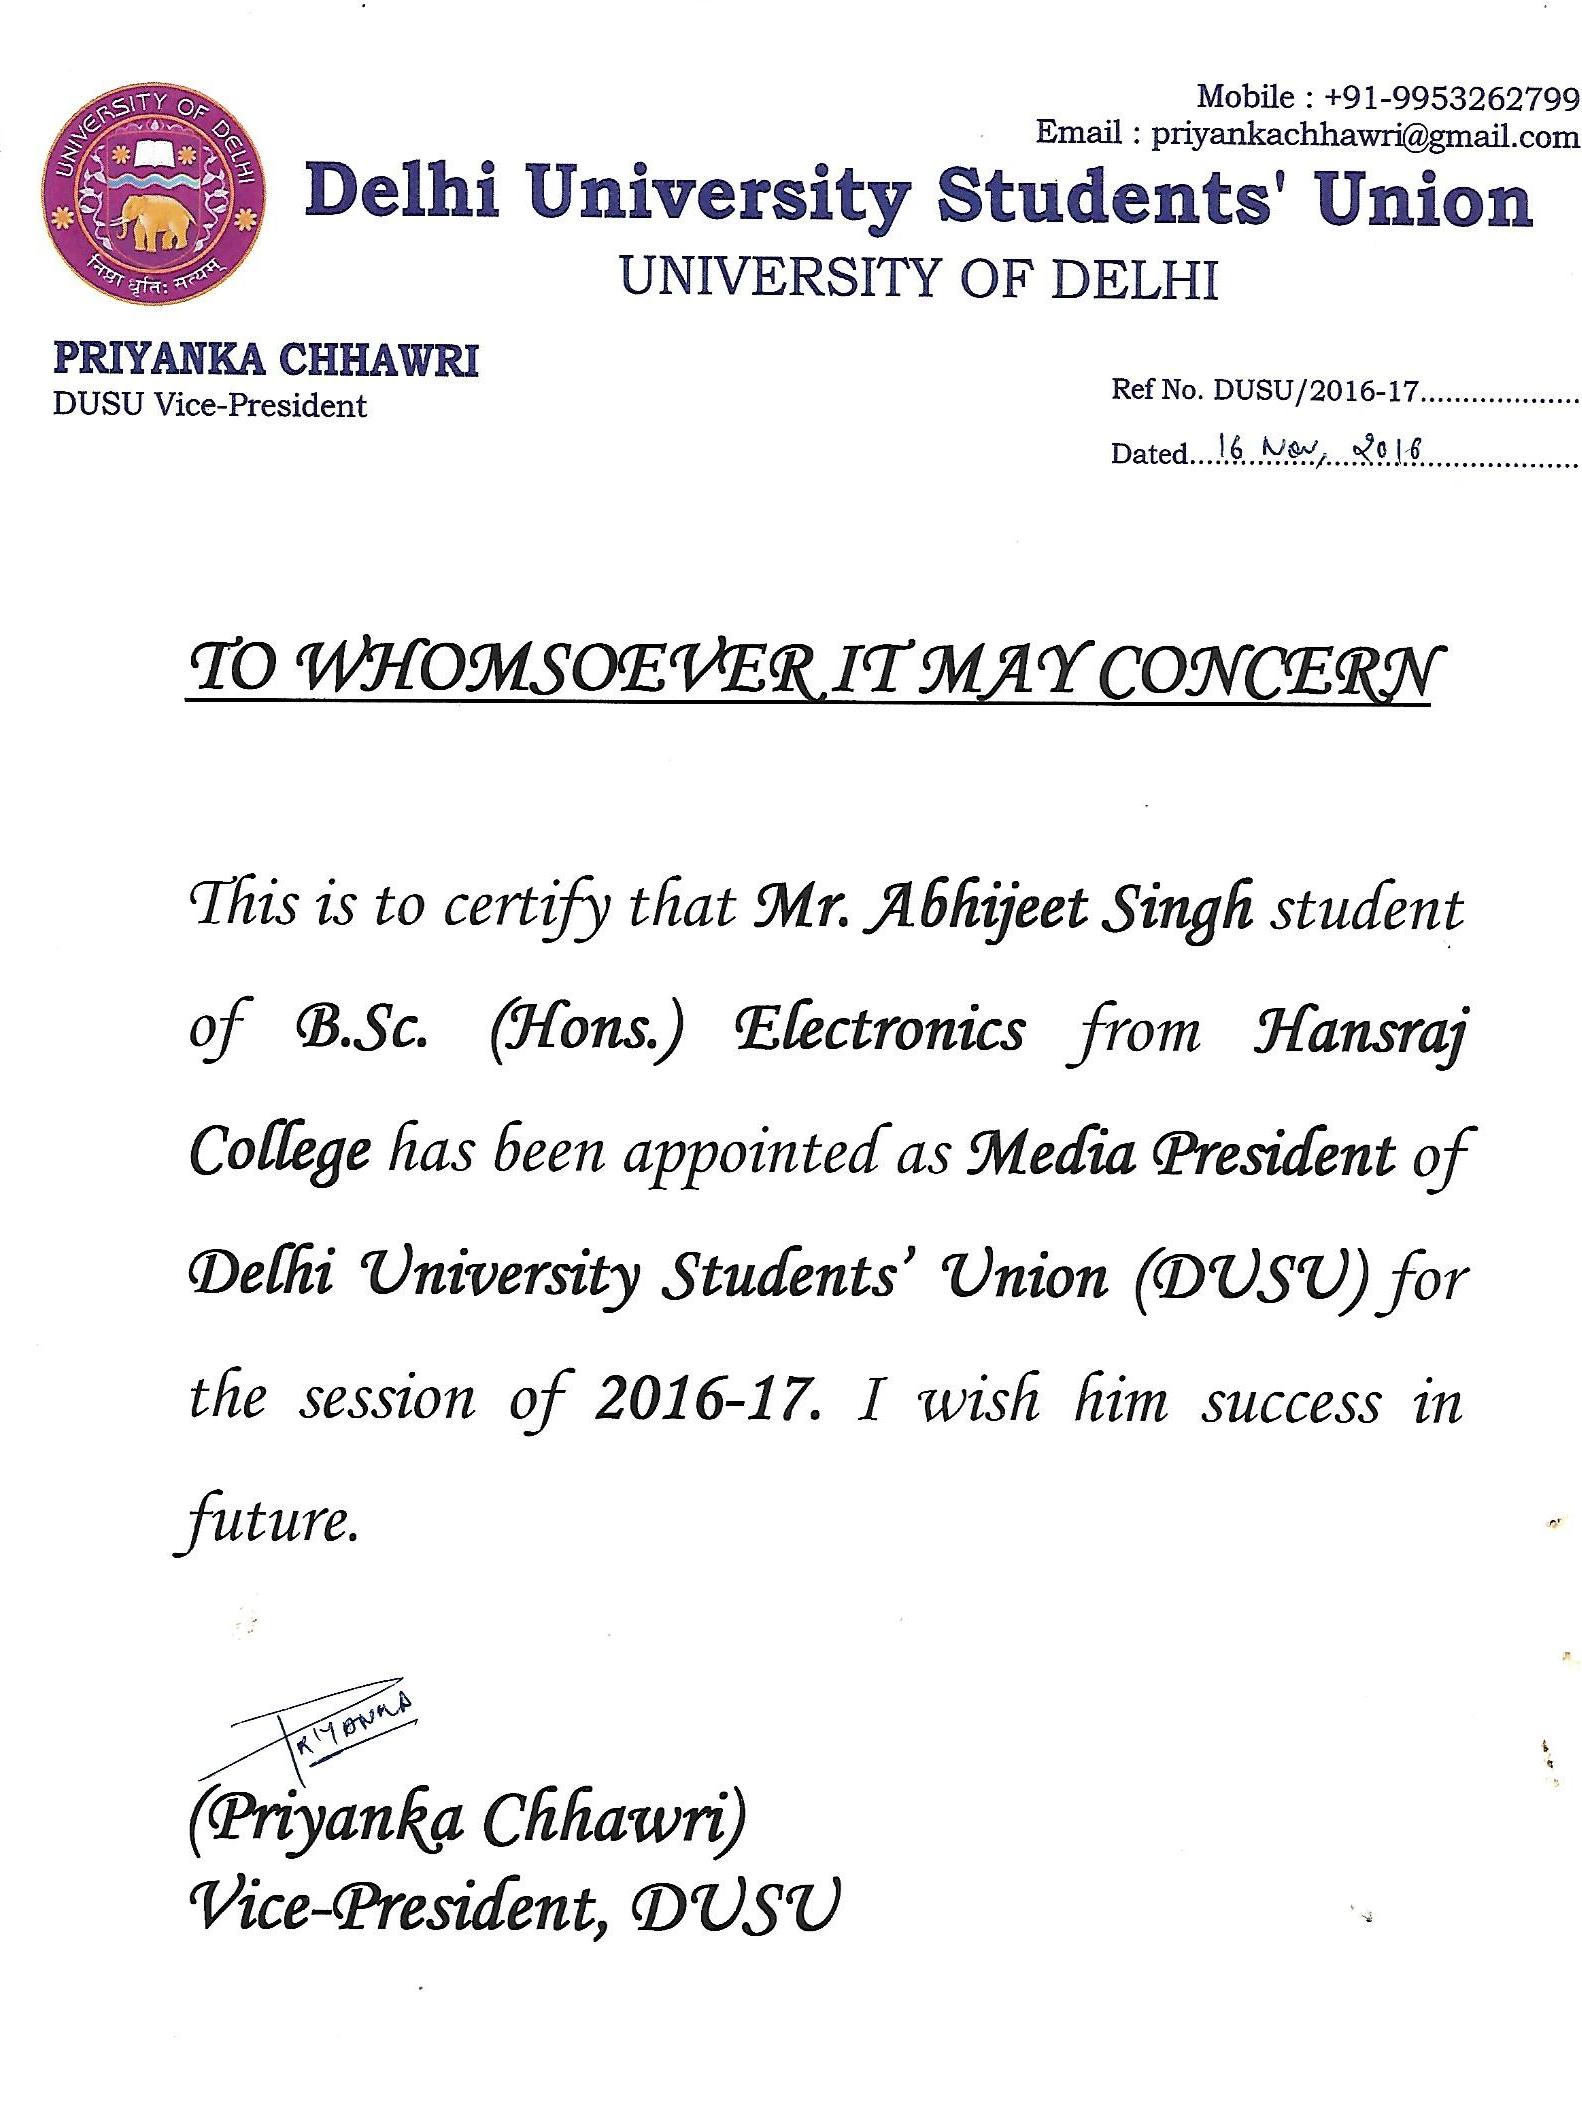 Mobile : +91-9953262799
Email : priyankachhawri@gmail.com
UNIVERSITY OF DELHI
निष्ठा धृतिः सत्यम्
Delhi University Students' Union
UNIVERSITY OF DELHI
PRIYANKA CHHAWRI
DUSU Vice-President
Ref No. DUSU/2016-17...................
Dated...16 Nov, 2016...................
TO WHOMSOEVER IT MAY CONCERN
This is to certify that Mr. Abhijeet Singh student
of B.Sc. (Hons.) Electronics from Hansraj
College has been appointed as Media President of
Delhi University Students’ Union (DUSU) for
the session of 2016-17. I wish him success in
future.
PRIYANKA
(Priyanka Chhawri)
Vice-President, DUSU